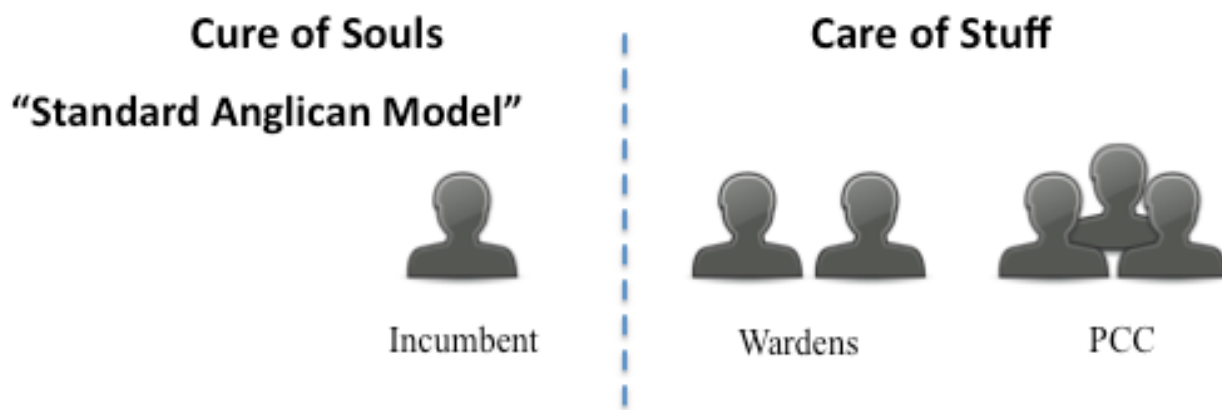 Cure of Souls
Care of Stuff
“Standard Anglican Model”
Incumbent
Wardens
PCC